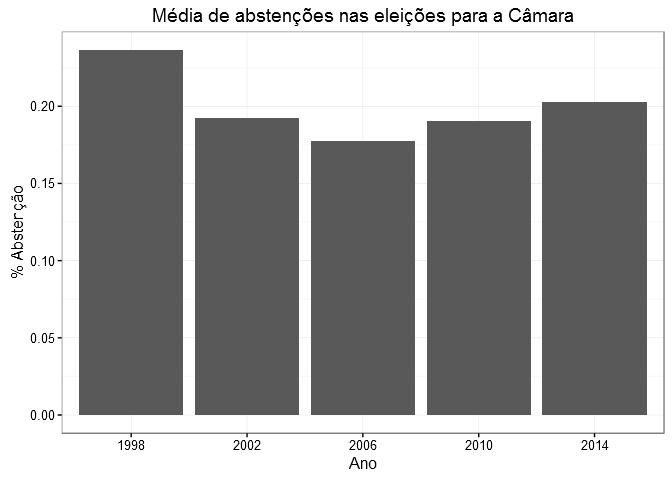 Média de abstenções nas eleições para a Câmara
% Abstenção
0.20
0.15
0.10
0.05
0.00
1998 2002 2006 2010 2014
Ano